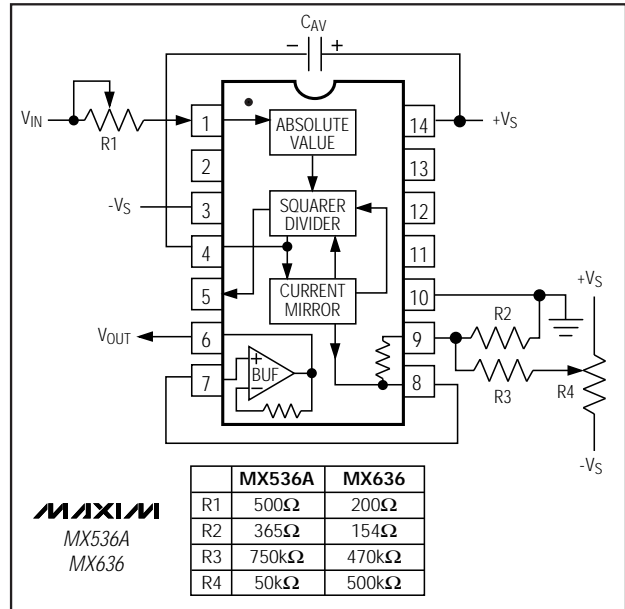 CAV
− +
VIN
R1
1
2
3
4
5
6
7
14
13
12
11
10
9
8
ABSOLUTE
VALUE
SQUARER
DIVIDER
CURRENT
MIRROR
+
BUF
−
+VS
-VS
VOUT
R2
R3
R4
+VS
-VS
MAXIM
MX536A
MX636
MX536A MX636
R1 500Ω 200Ω
R2 365Ω 154Ω
R3 750kΩ 470kΩ
R4 50kΩ 500kΩ